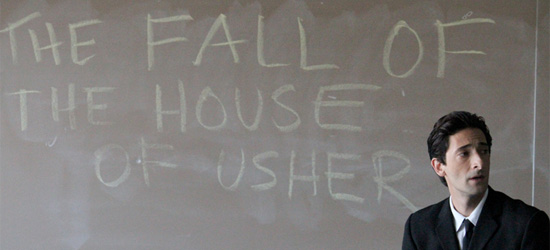 THE FALL OF
THE HOUSE
OF USHER